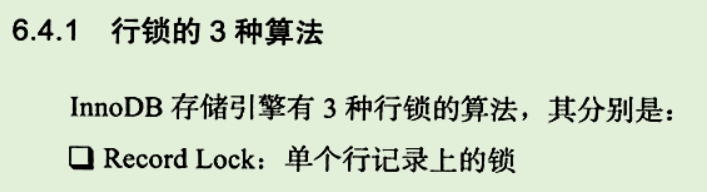 6.4.1 行锁的 3 种算法
InnoDB 存储引擎有 3 种行锁的算法，其分别是：
❑ Record Lock：单个行记录上的锁